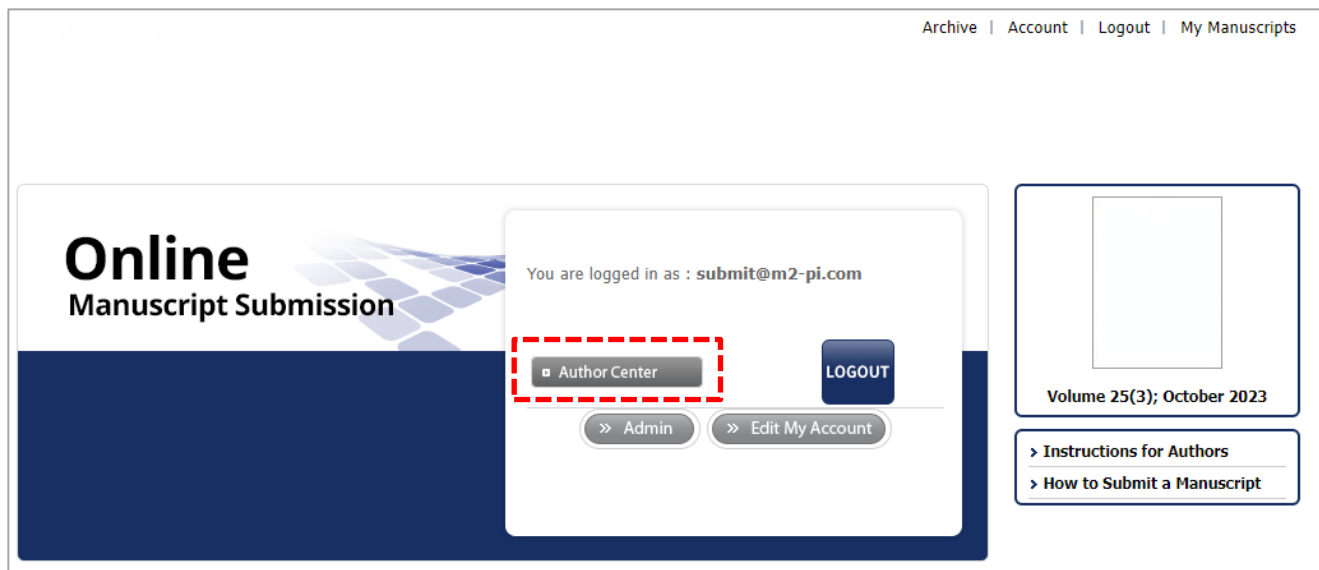 Archive | Account | Logout | My Manuscripts
Online
Manuscript Submission
You are logged in as : submit@m2-pi.com
Author Center
LOGOUT
» Admin
» Edit My Account
Volume 25(3); October 2023
› Instructions for Authors
› How to Submit a Manuscript